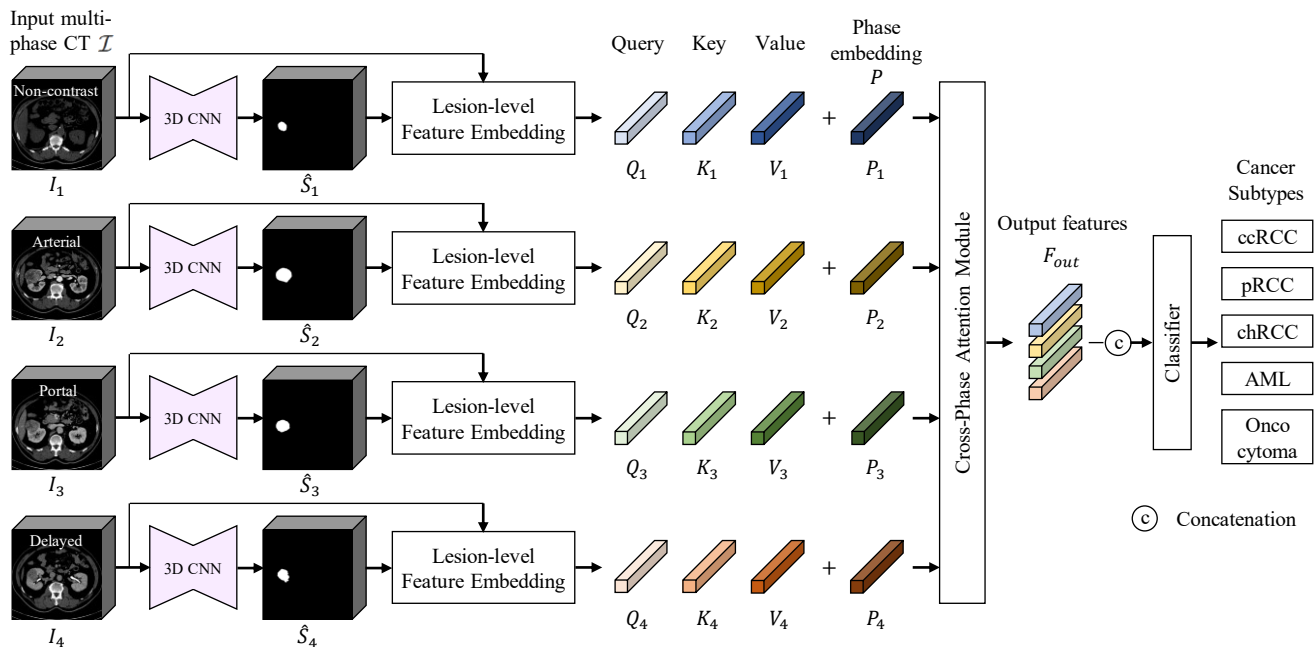 Input multi-
phase CT 𝓘
Query
Key
Value
Phase
embedding
P
Non-contrast
3D CNN
Lesion-level
Feature Embedding
+
I₁
Ŝ₁
Q₁
K₁
V₁
P₁
Arterial
3D CNN
Lesion-level
Feature Embedding
+
I₂
Ŝ₂
Q₂
K₂
V₂
P₂
Portal
3D CNN
Lesion-level
Feature Embedding
+
I₃
Ŝ₃
Q₃
K₃
V₃
P₃
Delayed
3D CNN
Lesion-level
Feature Embedding
+
I₄
Ŝ₄
Q₄
K₄
V₄
P₄
Cross-Phase Attention Module
Output features
F_out
c
Classifier
Cancer
Subtypes
ccRCC
pRCC
chRCC
AML
Onco
cytoma
c Concatenation